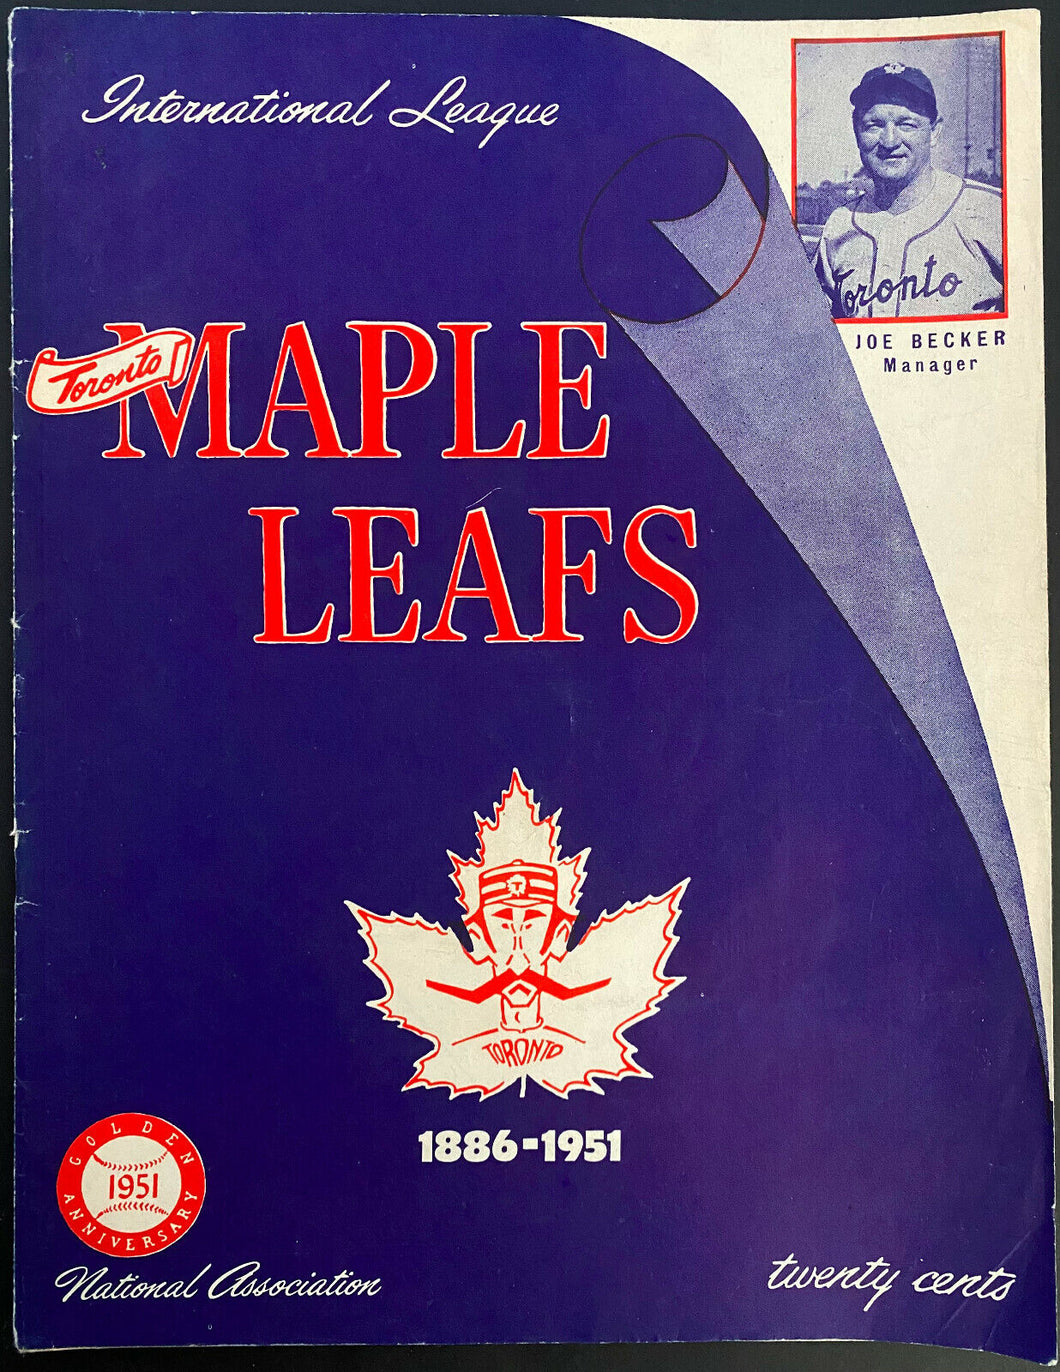 International League
Toronto
JOE BECKER
Manager
Toronto
MAPLE
LEAFS
T
TORONTO
1886-1951
GOLDEN
1951
ANNIVERSARY
National Association
twenty cents